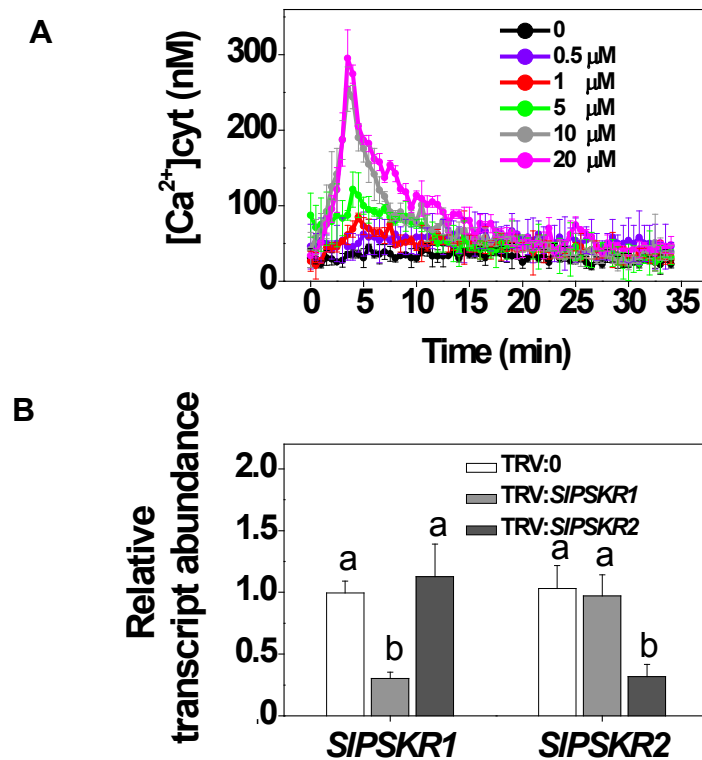 A
[Ca2+]cyt (nM)
300
200
100
0
0
0.5 μM
1 μM
5 μM
10 μM
20 μM
0 5 10 15 20 25 30 35
Time (min)
B
Relative
transcript abundance
2.0
1.5
1.0
0.5
.0
TRV:0
TRV:SlPSKR1
TRV:SlPSKR2
a b a a a b
SlPSKR1 SlPSKR2